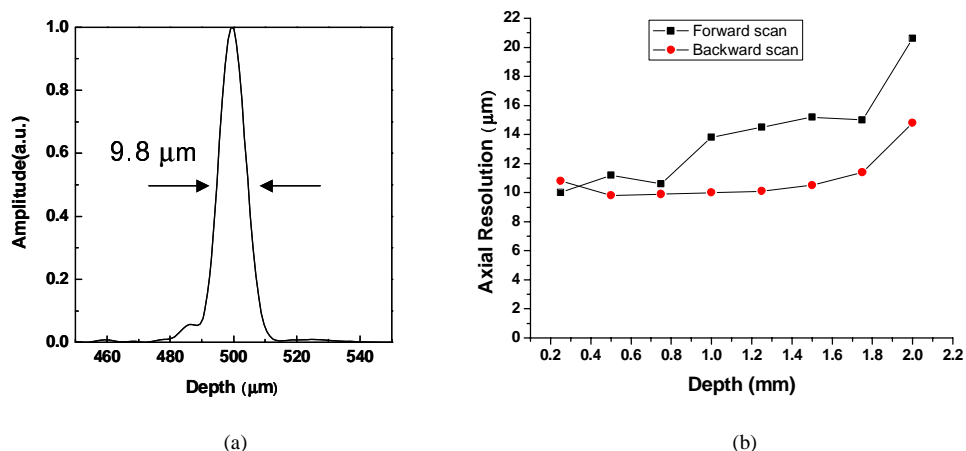 1.0
0.8
0.6
0.4
0.2
0.0
Amplitude(a.u.)
9.8 μm
460 480 500 520 540
Depth (μm)
(a)
22
20
18
16
14
12
10
8
6
4
2
0
Axial Resolution (μm)
Forward scan
Backward scan
0.2 0.4 0.6 0.8 1.0 1.2 1.4 1.6 1.8 2.0 2.2
Depth (mm)
(b)